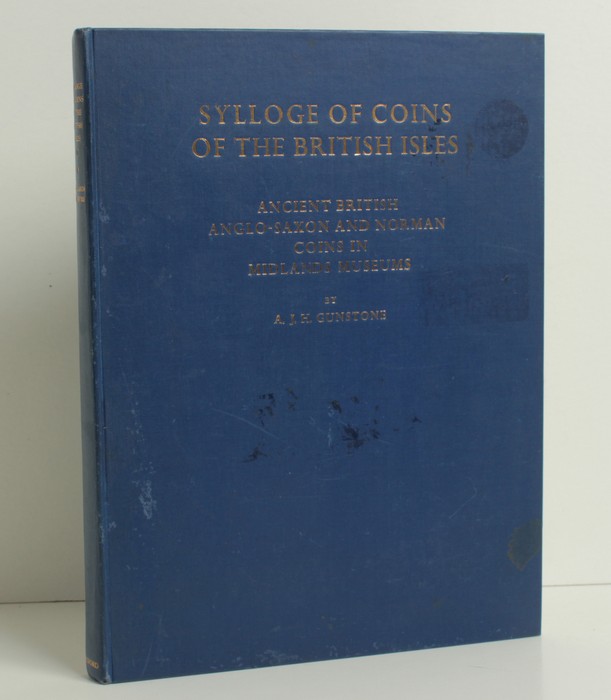 SYLLOGE OF COINS
OF THE BRITISH ISLES
ANCIENT BRITISH
ANGLO-SAXON AND NORMAN
COINS IN
MIDLANDS MUSEUMS
BY
A. J. H. GUNSTONE